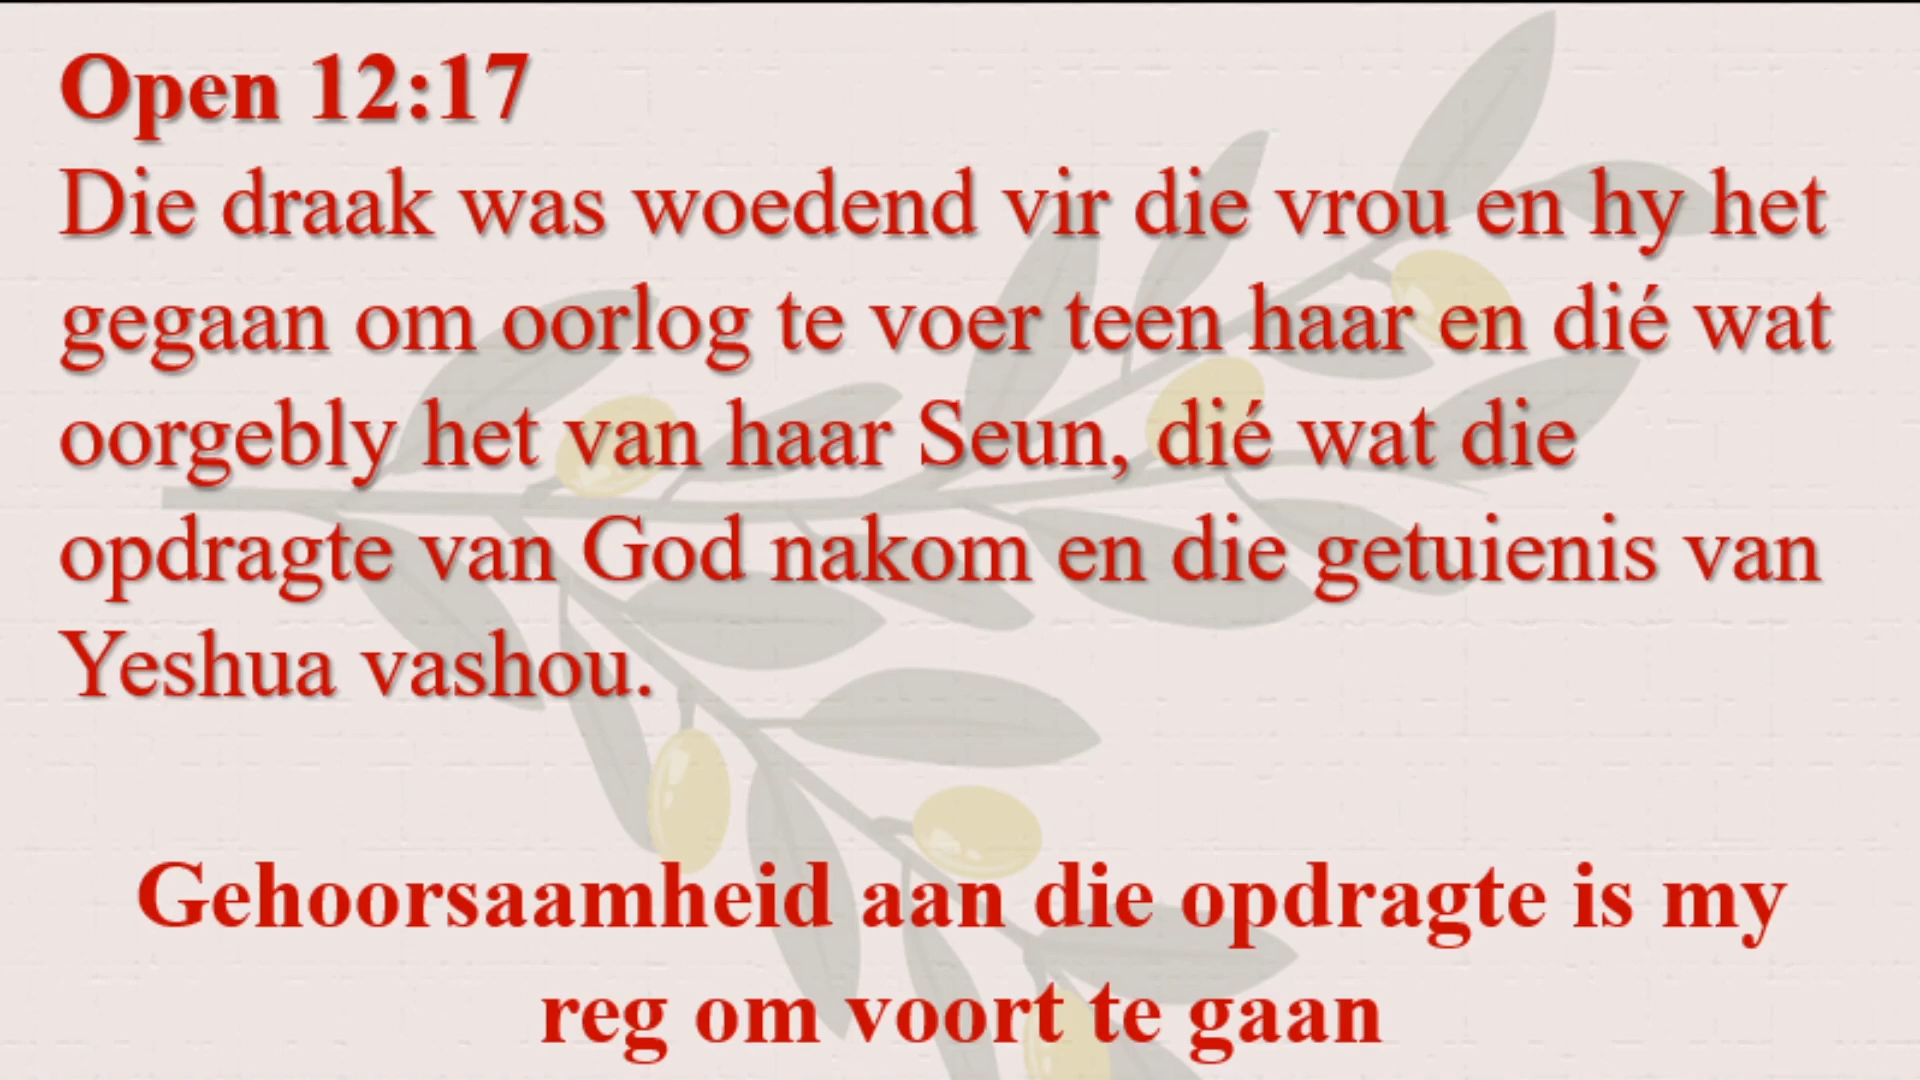 Open 12:17
Die draak was woedend vir die vrou en hy het
gegaan om oorlog te voer teen haar en dié wat
oorgebly het van haar Seun, dié wat die
opdragte van God nakom en die getuienis van
Yeshua vashou.
Gehoorsaamheid aan die opdragte is my
reg om voort te gaan